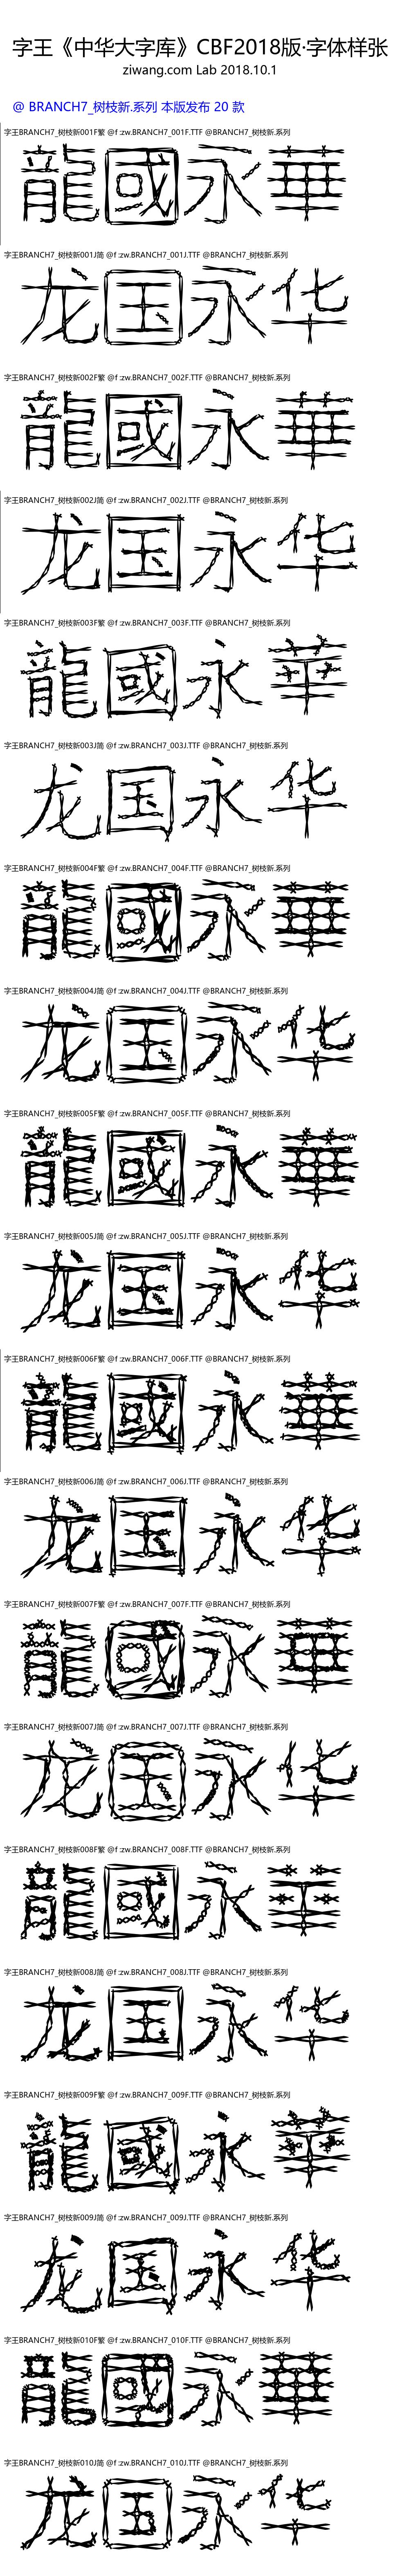 字王《中华大字库》CBF2018版·字体样张
ziwang.com Lab 2018.10.1
@ BRANCH7_树枝新.系列 本版发布 20 款
字王BRANCH7_树枝新001F繁 @f :zw.BRANCH7_001F.TTF @BRANCH7_树枝新.系列
龍國永華
字王BRANCH7_树枝新001J简 @f :zw.BRANCH7_001J.TTF @BRANCH7_树枝新.系列
龙国永华
字王BRANCH7_树枝新002F繁 @f :zw.BRANCH7_002F.TTF @BRANCH7_树枝新.系列
龍國永華
字王BRANCH7_树枝新002J简 @f :zw.BRANCH7_002J.TTF @BRANCH7_树枝新.系列
龙国永华
字王BRANCH7_树枝新003F繁 @f :zw.BRANCH7_003F.TTF @BRANCH7_树枝新.系列
龍國永華
字王BRANCH7_树枝新003J简 @f :zw.BRANCH7_003J.TTF @BRANCH7_树枝新.系列
龙国永华
字王BRANCH7_树枝新004F繁 @f :zw.BRANCH7_004F.TTF @BRANCH7_树枝新.系列
龍國永華
字王BRANCH7_树枝新004J简 @f :zw.BRANCH7_004J.TTF @BRANCH7_树枝新.系列
龙国永华
字王BRANCH7_树枝新005F繁 @f :zw.BRANCH7_005F.TTF @BRANCH7_树枝新.系列
龍國永華
字王BRANCH7_树枝新005J简 @f :zw.BRANCH7_005J.TTF @BRANCH7_树枝新.系列
龙国永华
字王BRANCH7_树枝新006F繁 @f :zw.BRANCH7_006F.TTF @BRANCH7_树枝新.系列
龍國永華
字王BRANCH7_树枝新006J简 @f :zw.BRANCH7_006J.TTF @BRANCH7_树枝新.系列
龙国永华
字王BRANCH7_树枝新007F繁 @f :zw.BRANCH7_007F.TTF @BRANCH7_树枝新.系列
龍國永華
字王BRANCH7_树枝新007J简 @f :zw.BRANCH7_007J.TTF @BRANCH7_树枝新.系列
龙国永华
字王BRANCH7_树枝新008F繁 @f :zw.BRANCH7_008F.TTF @BRANCH7_树枝新.系列
龍國永華
字王BRANCH7_树枝新008J简 @f :zw.BRANCH7_008J.TTF @BRANCH7_树枝新.系列
龙国永华
字王BRANCH7_树枝新009F繁 @f :zw.BRANCH7_009F.TTF @BRANCH7_树枝新.系列
龍國永華
字王BRANCH7_树枝新009J简 @f :zw.BRANCH7_009J.TTF @BRANCH7_树枝新.系列
龙国永华
字王BRANCH7_树枝新010F繁 @f :zw.BRANCH7_010F.TTF @BRANCH7_树枝新.系列
龍國永華
字王BRANCH7_树枝新010J简 @f :zw.BRANCH7_010J.TTF @BRANCH7_树枝新.系列
龙国永华